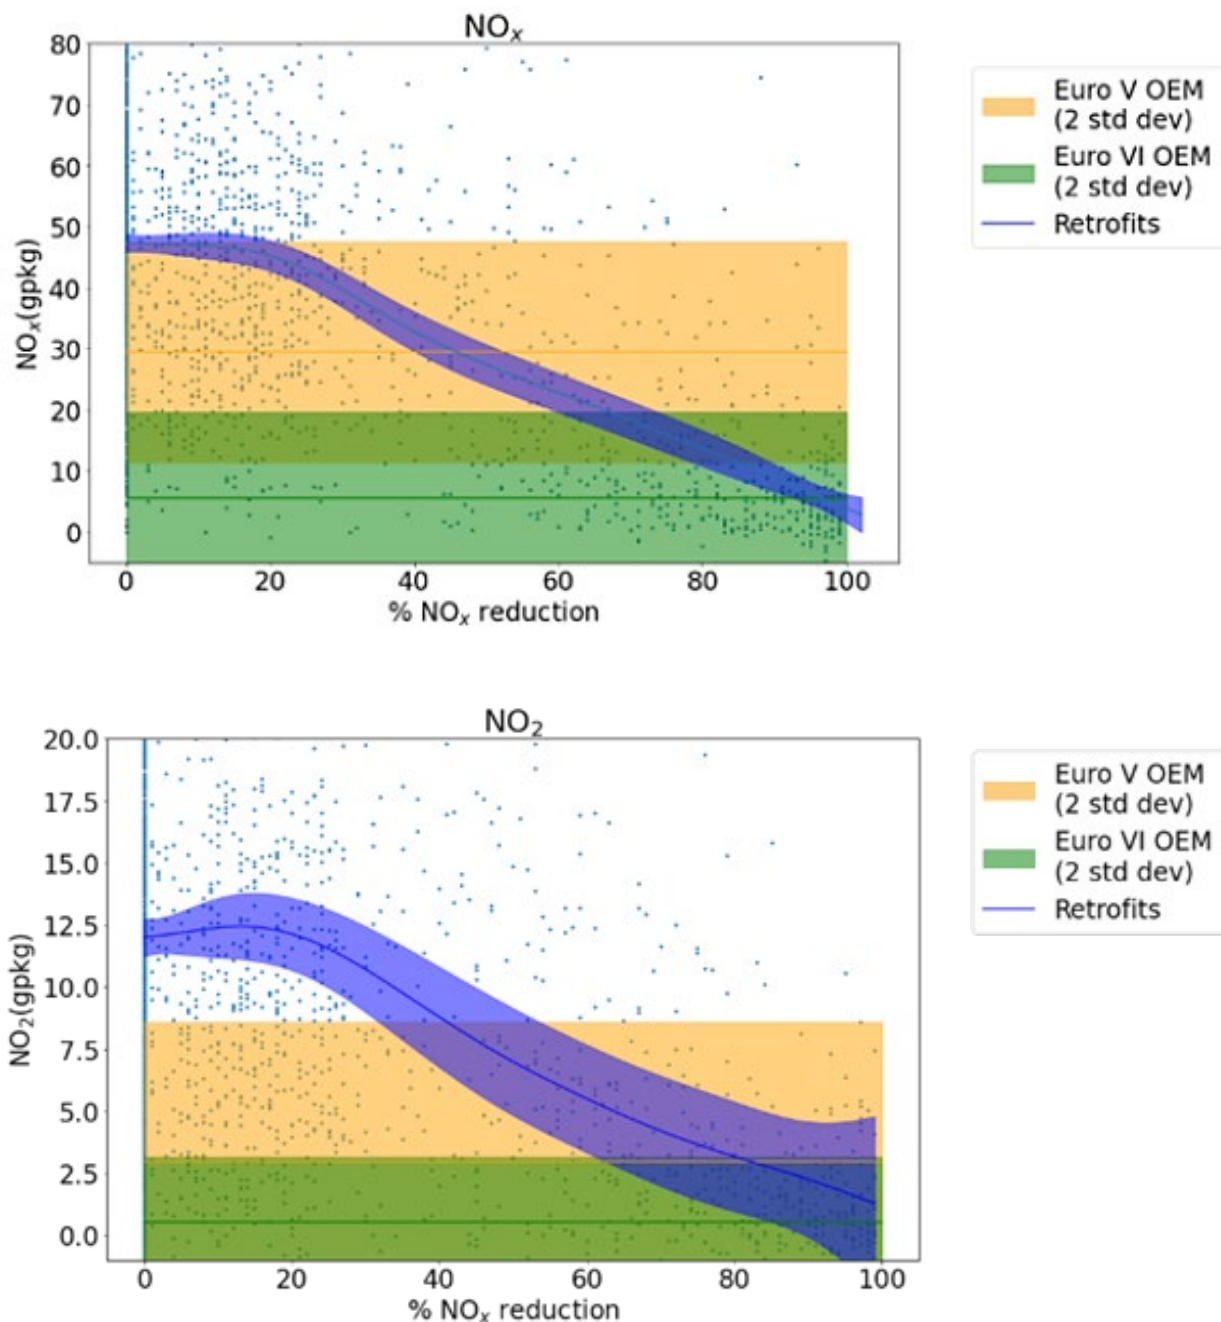 NOₓ
80
70
60
50
40
30
20
10
0
NOₓ(gpkg)
0 20 40 60 80 100
% NOₓ reduction
Euro V OEM
(2 std dev)
Euro VI OEM
(2 std dev)
Retrofits
NO₂
20.0
17.5
15.0
12.5
10.0
7.5
5.0
2.5
0.0
NO₂(gpkg)
0 20 40 60 80 100
% NOₓ reduction
Euro V OEM
(2 std dev)
Euro VI OEM
(2 std dev)
Retrofits